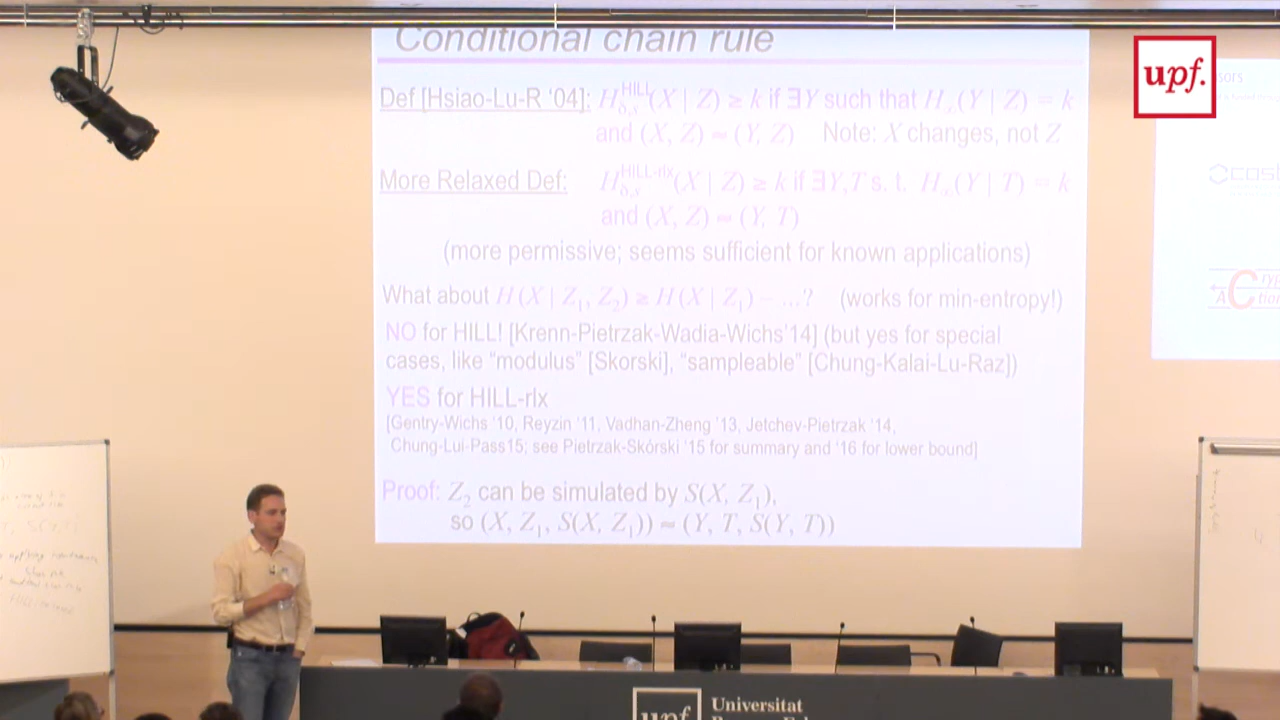 Conditional chain rule
upf.
Def [Hsiao-Lu-R '04]: H^HILL_δ,s(X | Z) ≥ k if ∃Y such that H∞(Y | Z) = k
and (X, Z) ≈ (Y, Z) Note: X changes, not Z
More Relaxed Def: H^HILL-rlx_δ,s(X | Z) ≥ k if ∃Y,T s. t. H∞(Y | T) = k
and (X, Z) ≈ (Y, T)
(more permissive; seems sufficient for known applications)
What about H(X | Z1, Z2) ≥ H(X | Z1) – …? (works for min-entropy!)
NO for HILL! [Krenn-Pietrzak-Wadia-Wichs'14] (but yes for special
cases, like "modulus" [Skorski], "sampleable" [Chung-Kalai-Lu-Raz])
YES for HILL-rlx
[Gentry-Wichs '10, Reyzin '11, Vadhan-Zheng '13, Jetchev-Pietrzak '14,
Chung-Lui-Pass15; see Pietrzak-Skórski '15 for summary and '16 for lower bound]
Proof: Z2 can be simulated by S(X, Z1),
so (X, Z1, S(X, Z1)) ≈ (Y, T, S(Y, T))
upf
Universitat